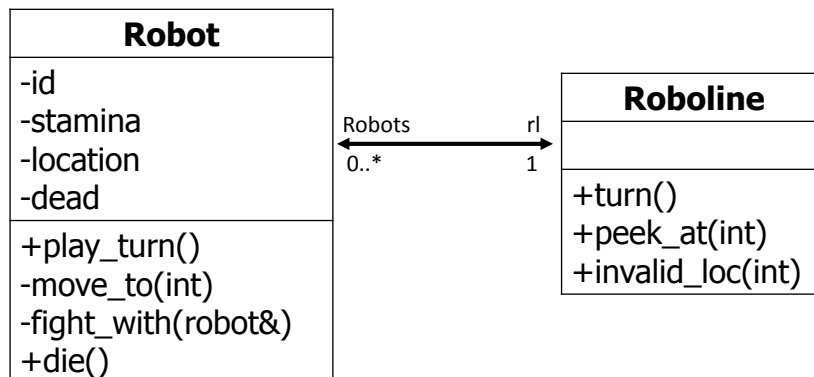 Robot
-id
-stamina
-location
-dead
+play_turn()
-move_to(int)
-fight_with(robot&)
+die()
Robots rl
0..* 1
Roboline
+turn()
+peek_at(int)
+invalid_loc(int)